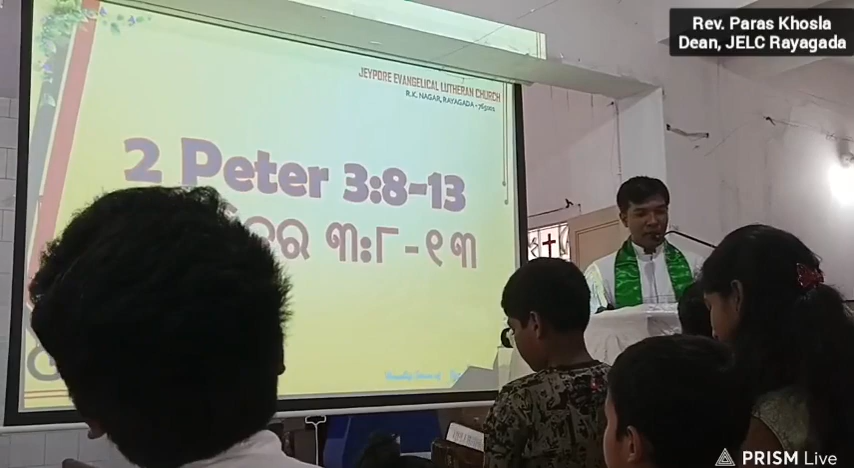 Rev. Paras Khosla
Dean, JELC Rayagada
JEYPORE EVANGELICAL LUTHERAN CHURCH
R.K. NAGAR, RAYAGADA - 765001
2 Peter 3:8-13
୩:୮ - ୧୩
PRISM Live